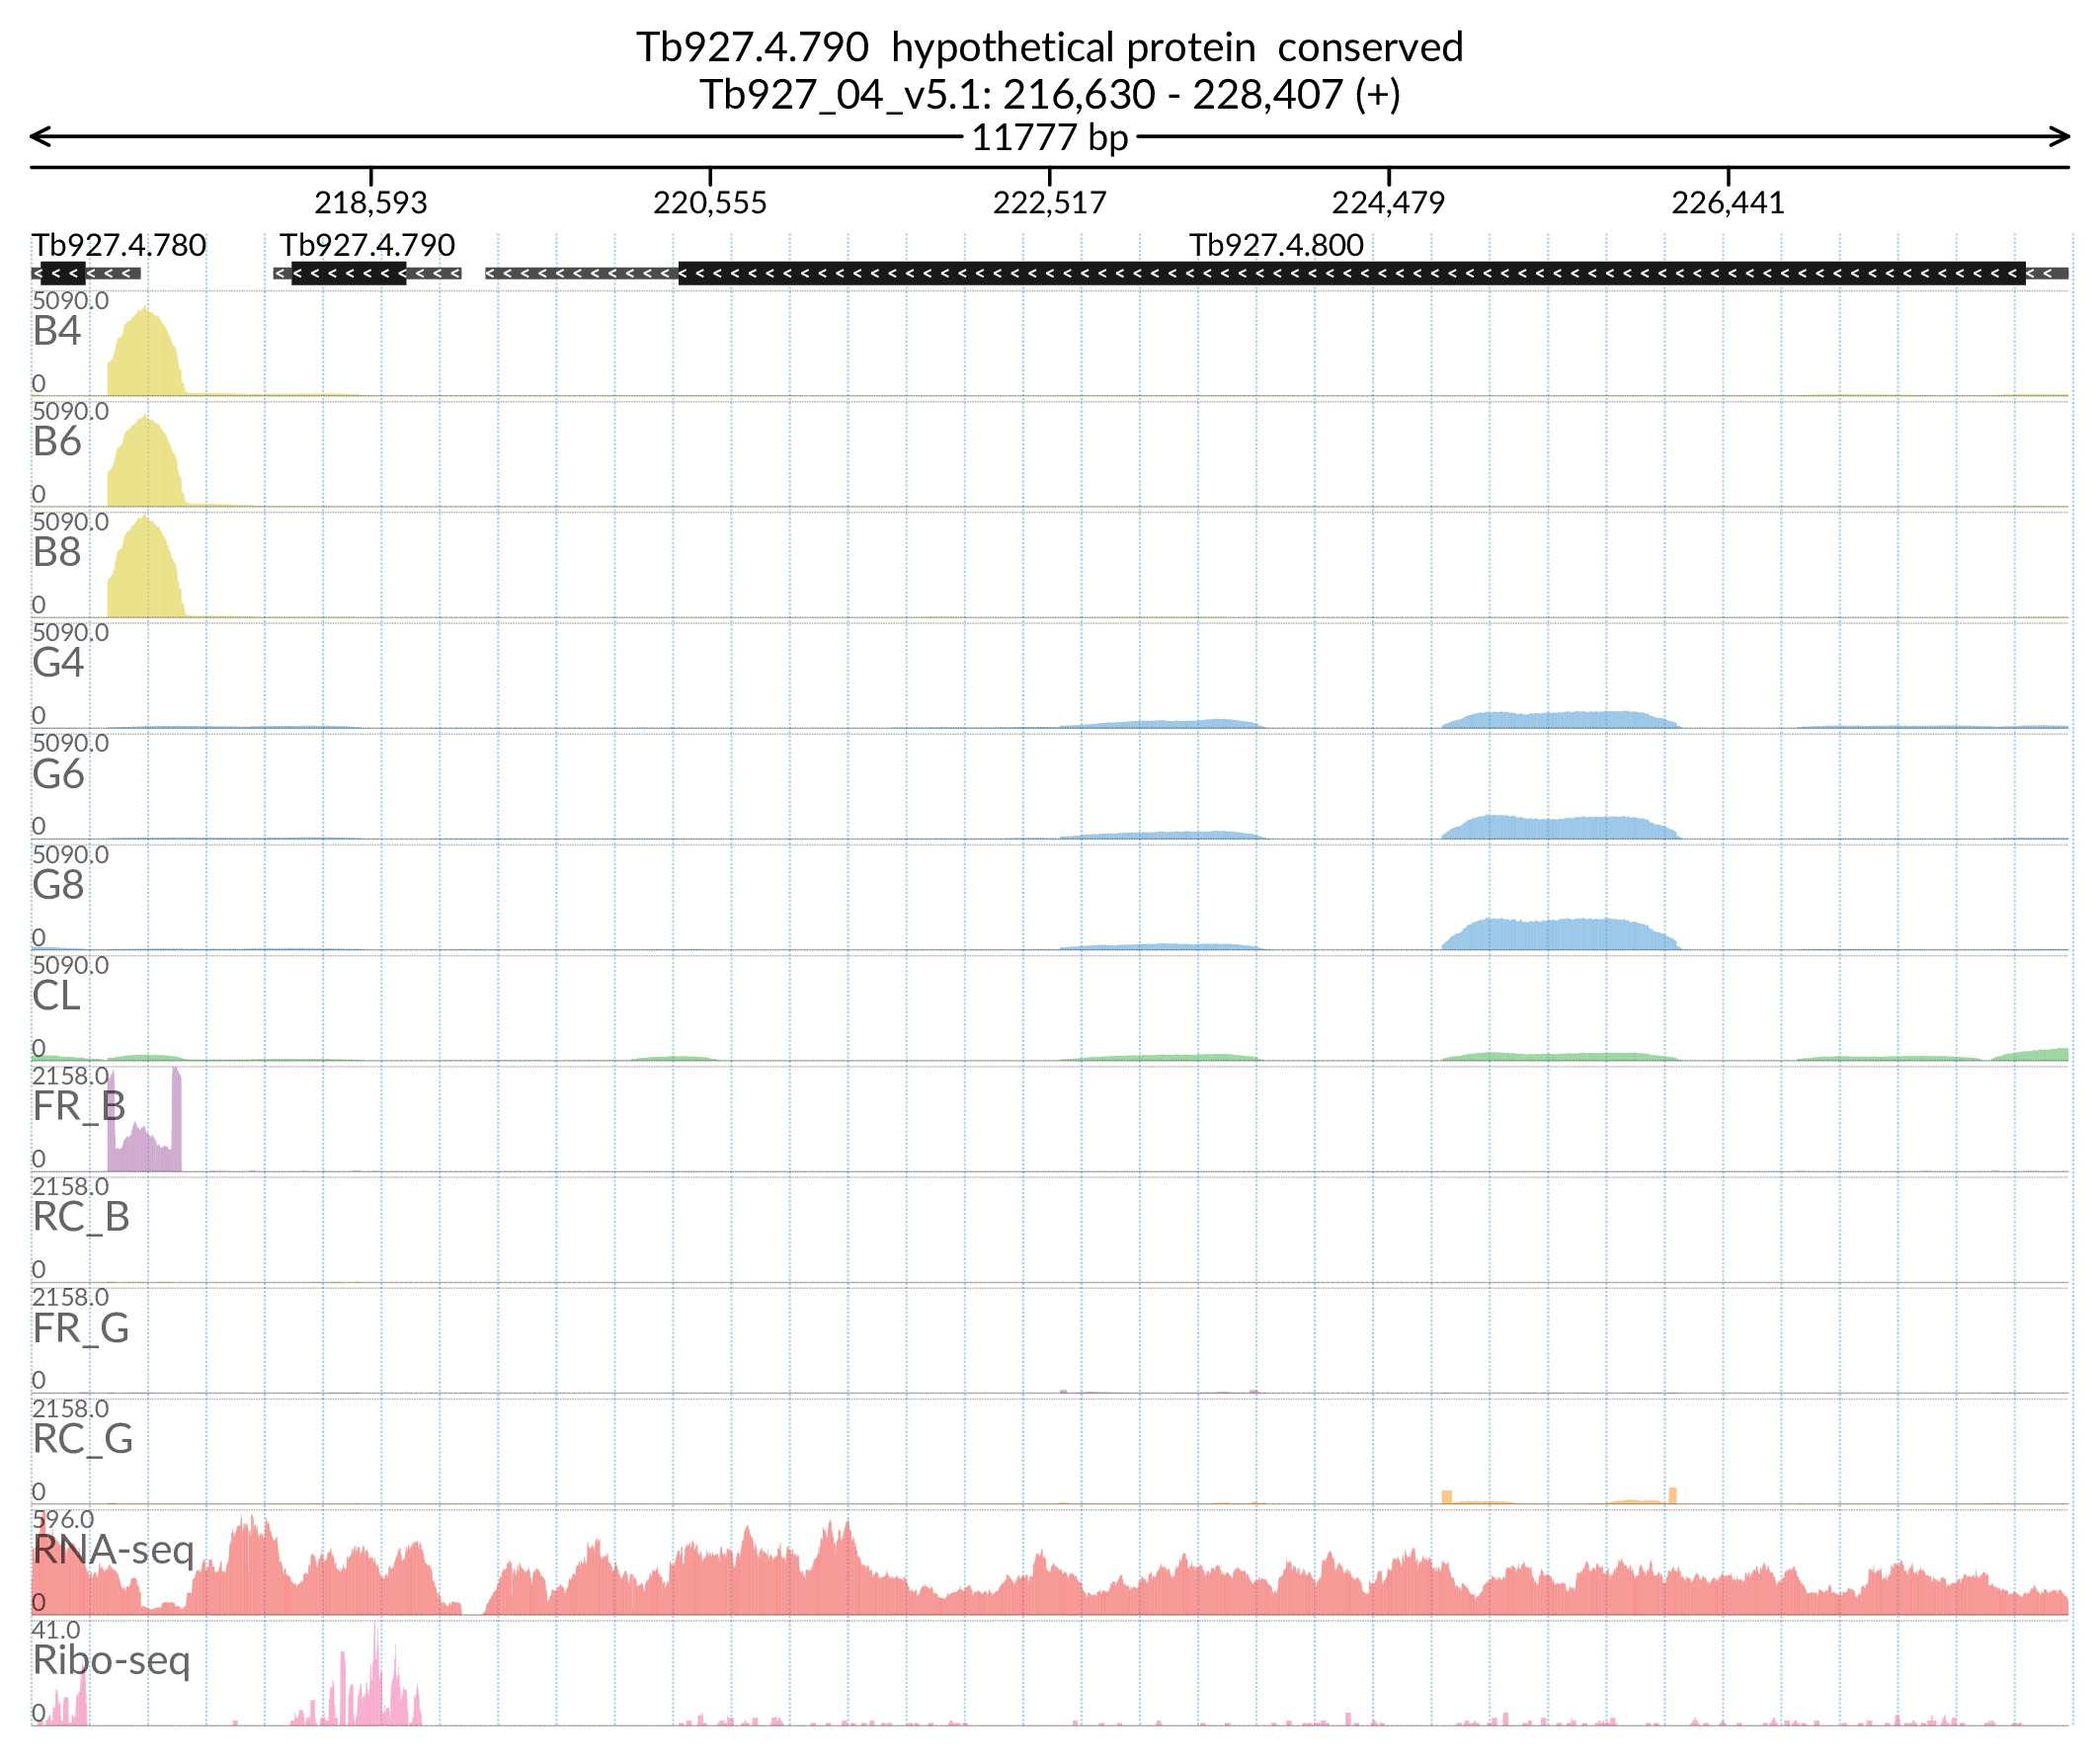 Tb927.4.790  hypothetical protein  conserved
Tb927_04_v5.1: 216,630 - 228,407 (+)
11777 bp
218,593 220,555 222,517 224,479 226,441
Tb927.4.780 Tb927.4.790 Tb927.4.800
5090.0
B4
0
5090.0
B6
0
5090.0
B8
0
5090.0
G4
0
5090.0
G6
0
5090.0
G8
0
5090.0
CL
0
2158.0
FR_B
0
2158.0
RC_B
0
2158.0
FR_G
0
2158.0
RC_G
0
596.0
RNA-seq
0
41.0
Ribo-seq
0